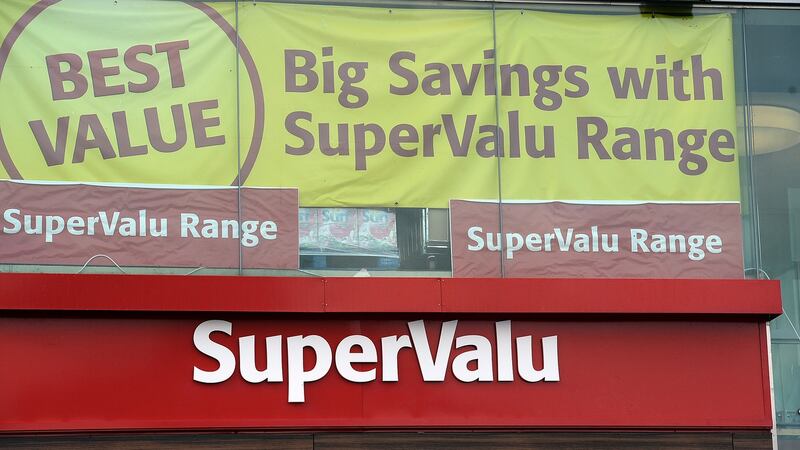 BEST
VALUE
Big Savings with
SuperValu Range
SuperValu Range
SuperValu Range
SuperValu